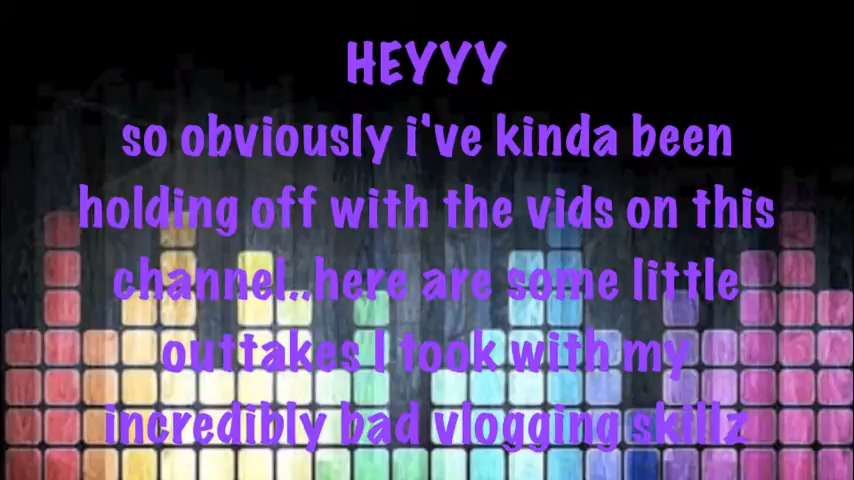 HEYYY
so obviously i've kinda been
holding off with the vids on this
channel..here are some little
outtakes I took with my
incredibly bad vlogging skillz